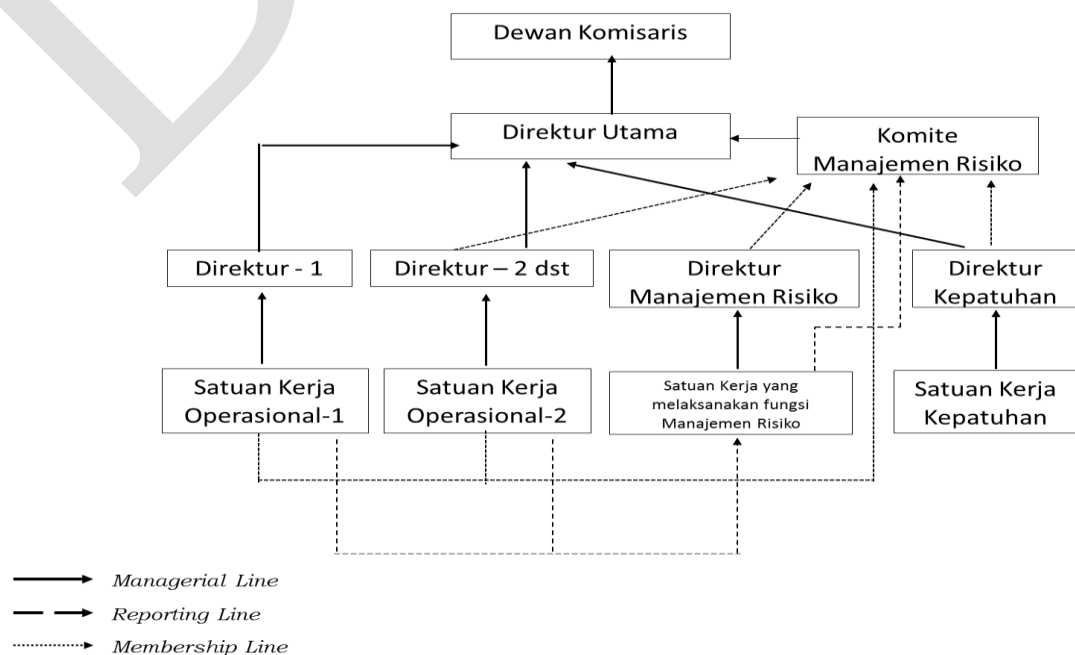 Dewan Komisaris
Direktur Utama
Komite
Manajemen Risiko
Direktur - 1
Direktur – 2 dst
Direktur
Manajemen Risiko
Direktur
Kepatuhan
Satuan Kerja
Operasional-1
Satuan Kerja
Operasional-2
Satuan Kerja yang
melaksanakan fungsi
Manajemen Risiko
Satuan Kerja
Kepatuhan
Managerial Line
Reporting Line
Membership Line